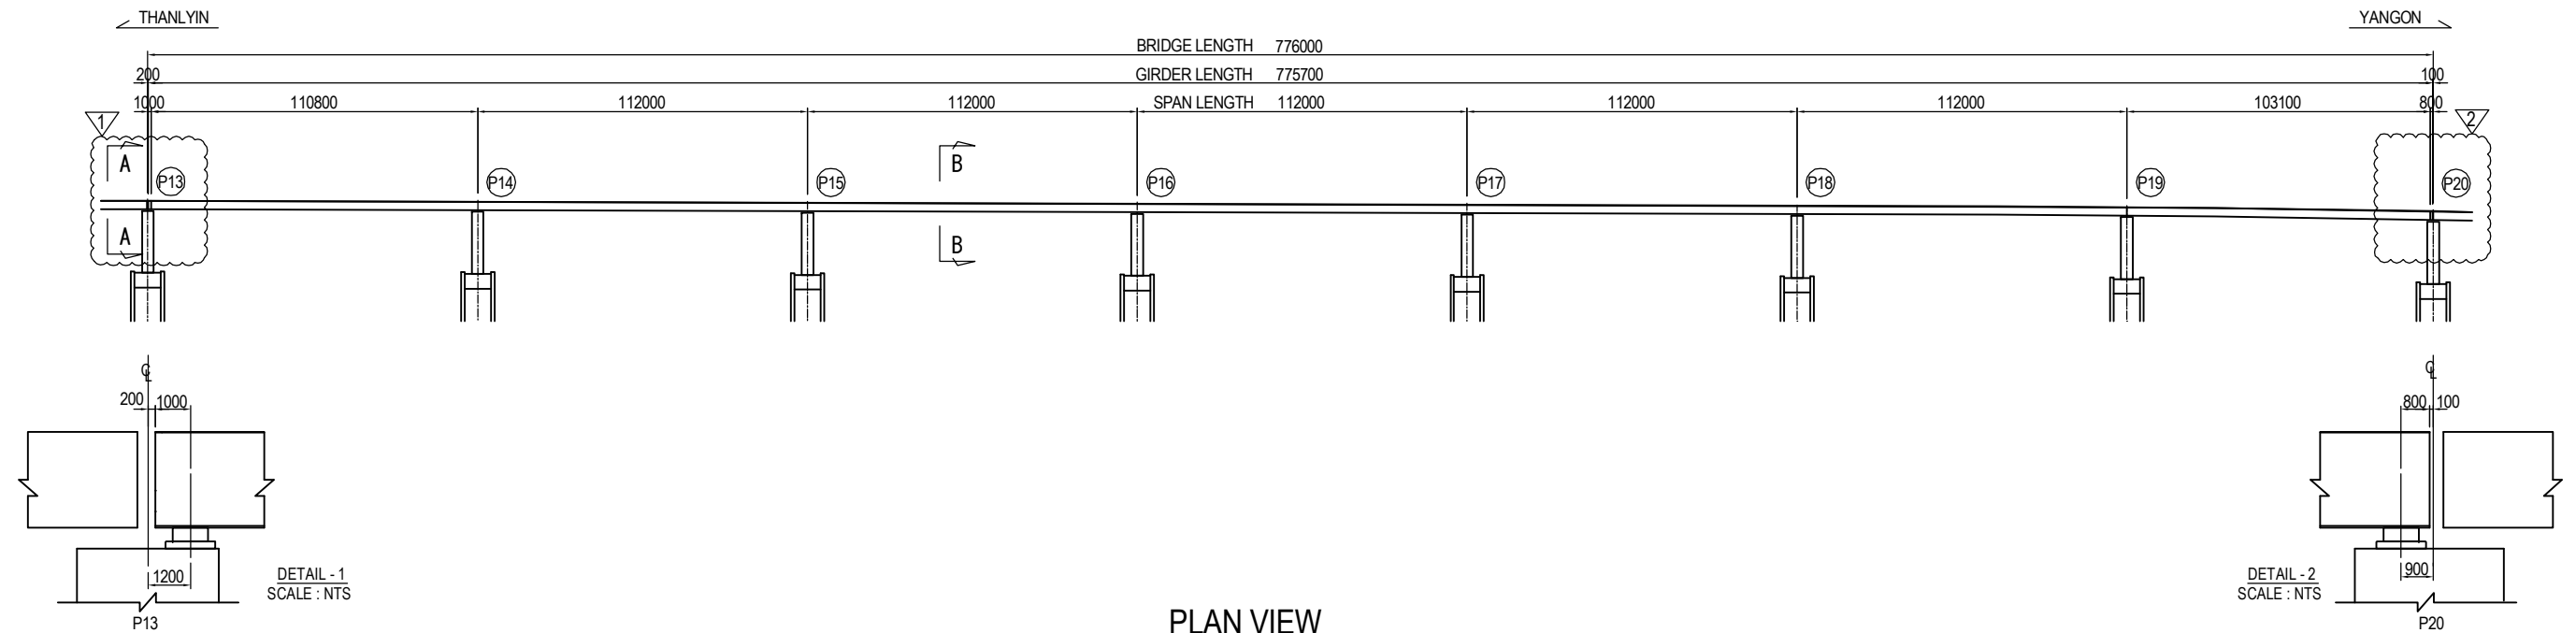 THANLYIN
YANGON
BRIDGE LENGTH 776000
200 GIRDER LENGTH 775700 100
1000 110800 112000 112000 SPAN LENGTH 112000 112000 112000 103100 800
1 2
A B
P13 P14 P15 P16 P17 P18 P19 P20
A B
℄ ℄
200 1000 800 100
1200 900
DETAIL - 1 DETAIL - 2
SCALE : NTS SCALE : NTS
P13 P20
PLAN VIEW